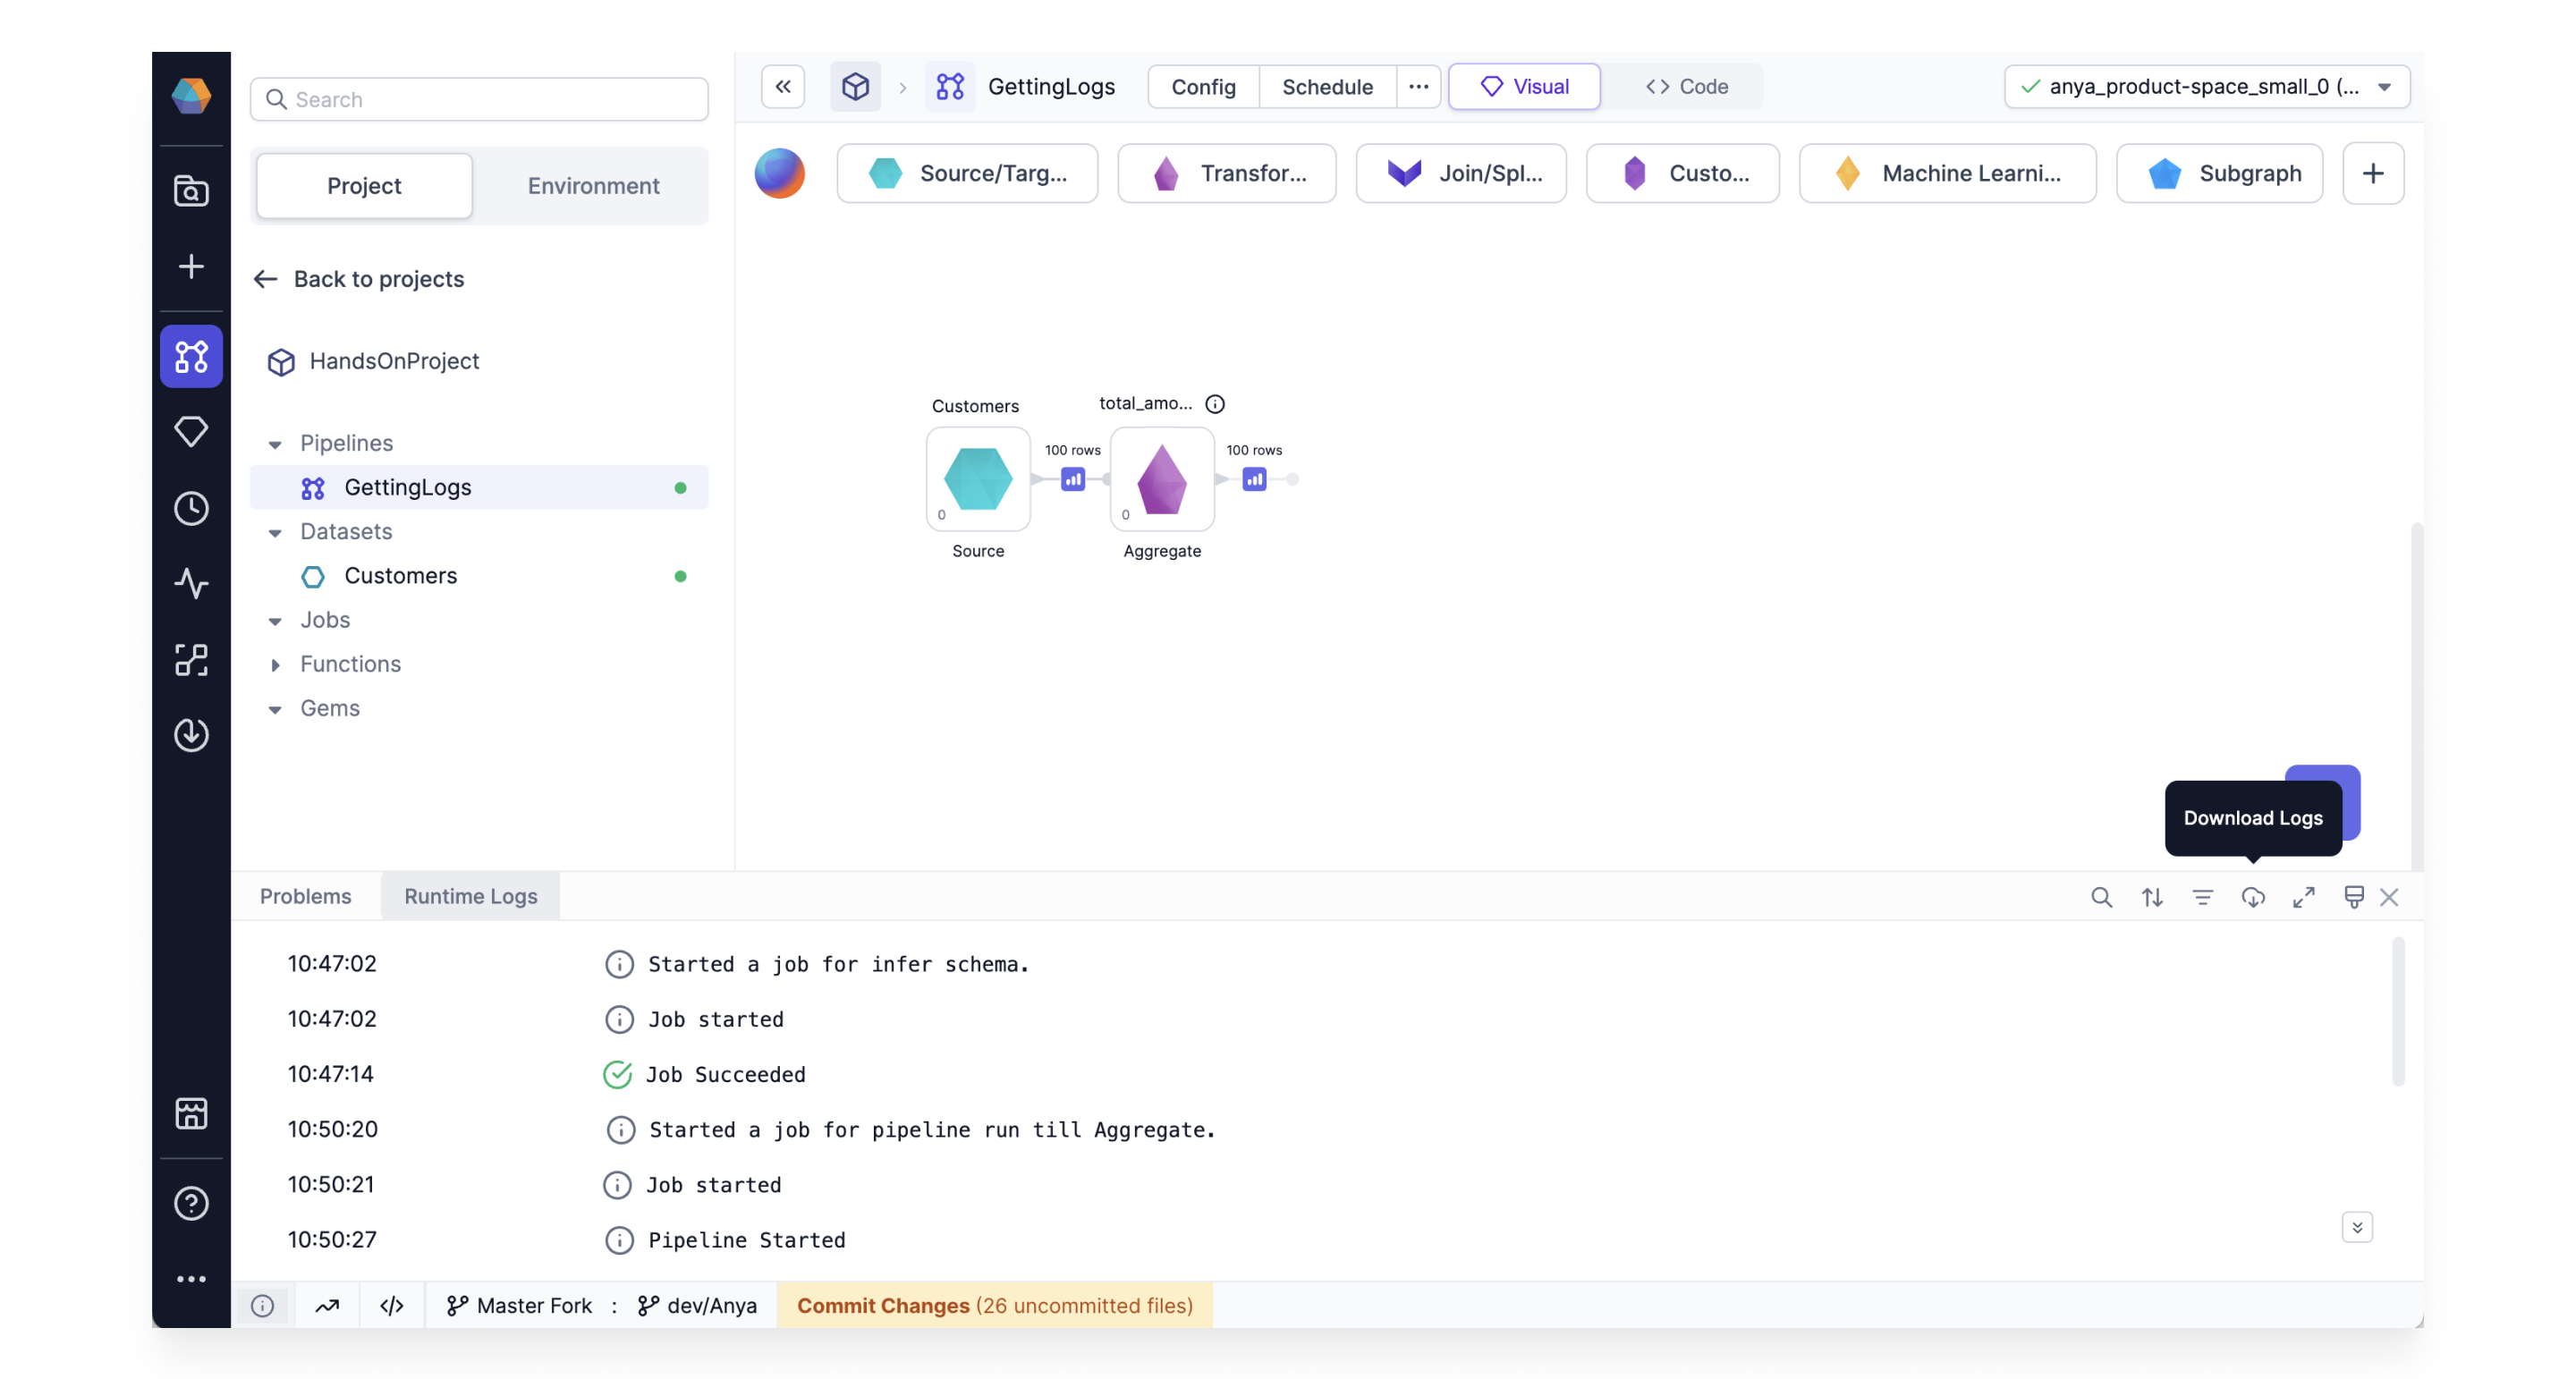 Search
Project
Environment
Back to projects
HandsOnProject
Pipelines
GettingLogs
Datasets
Customers
Jobs
Functions
Gems
GettingLogs
Config
Schedule
Visual
Code
anya_product-space_small_0 (...
Source/Targ...
Transfor...
Join/Spl...
Custo...
Machine Learni...
Subgraph
Customers
total_amo...
100 rows
100 rows
0
0
Source
Aggregate
Download Logs
Problems
Runtime Logs
10:47:02 Started a job for infer schema.
10:47:02 Job started
10:47:14 Job Succeeded
10:50:20 Started a job for pipeline run till Aggregate.
10:50:21 Job started
10:50:27 Pipeline Started
Master Fork : dev/Anya Commit Changes (26 uncommitted files)